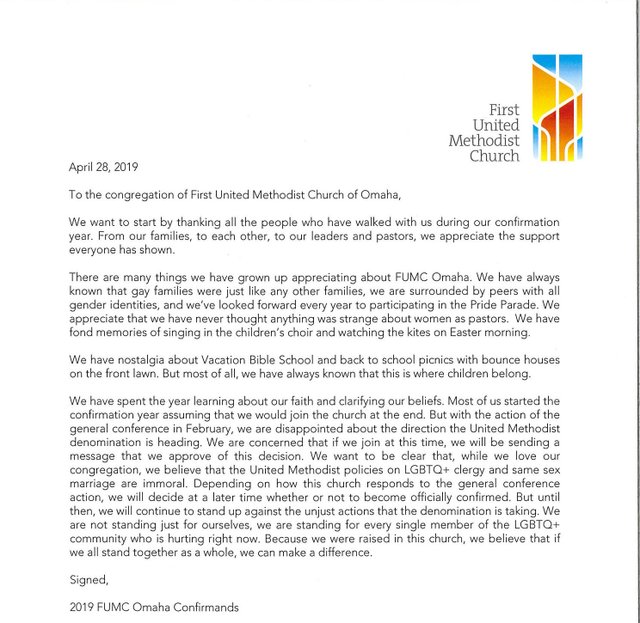 First
United
Methodist
Church
April 28, 2019
To the congregation of First United Methodist Church of Omaha,
We want to start by thanking all the people who have walked with us during our confirmation
year. From our families, to each other, to our leaders and pastors, we appreciate the support
everyone has shown.
There are many things we have grown up appreciating about FUMC Omaha. We have always
known that gay families were just like any other families, we are surrounded by peers with all
gender identities, and we've looked forward every year to participating in the Pride Parade. We
appreciate that we have never thought anything was strange about women as pastors. We have
fond memories of singing in the children's choir and watching the kites on Easter morning.
We have nostalgia about Vacation Bible School and back to school picnics with bounce houses
on the front lawn. But most of all, we have always known that this is where children belong.
We have spent the year learning about our faith and clarifying our beliefs. Most of us started the
confirmation year assuming that we would join the church at the end. But with the action of the
general conference in February, we are disappointed about the direction the United Methodist
denomination is heading. We are concerned that if we join at this time, we will be sending a
message that we approve of this decision. We want to be clear that, while we love our
congregation, we believe that the United Methodist policies on LGBTQ+ clergy and same sex
marriage are immoral. Depending on how this church responds to the general conference
action, we will decide at a later time whether or not to become officially confirmed. But until
then, we will continue to stand up against the unjust actions that the denomination is taking. We
are not standing just for ourselves, we are standing for every single member of the LGBTQ+
community who is hurting right now. Because we were raised in this church, we believe that if
we all stand together as a whole, we can make a difference.
Signed,
2019 FUMC Omaha Confirmands